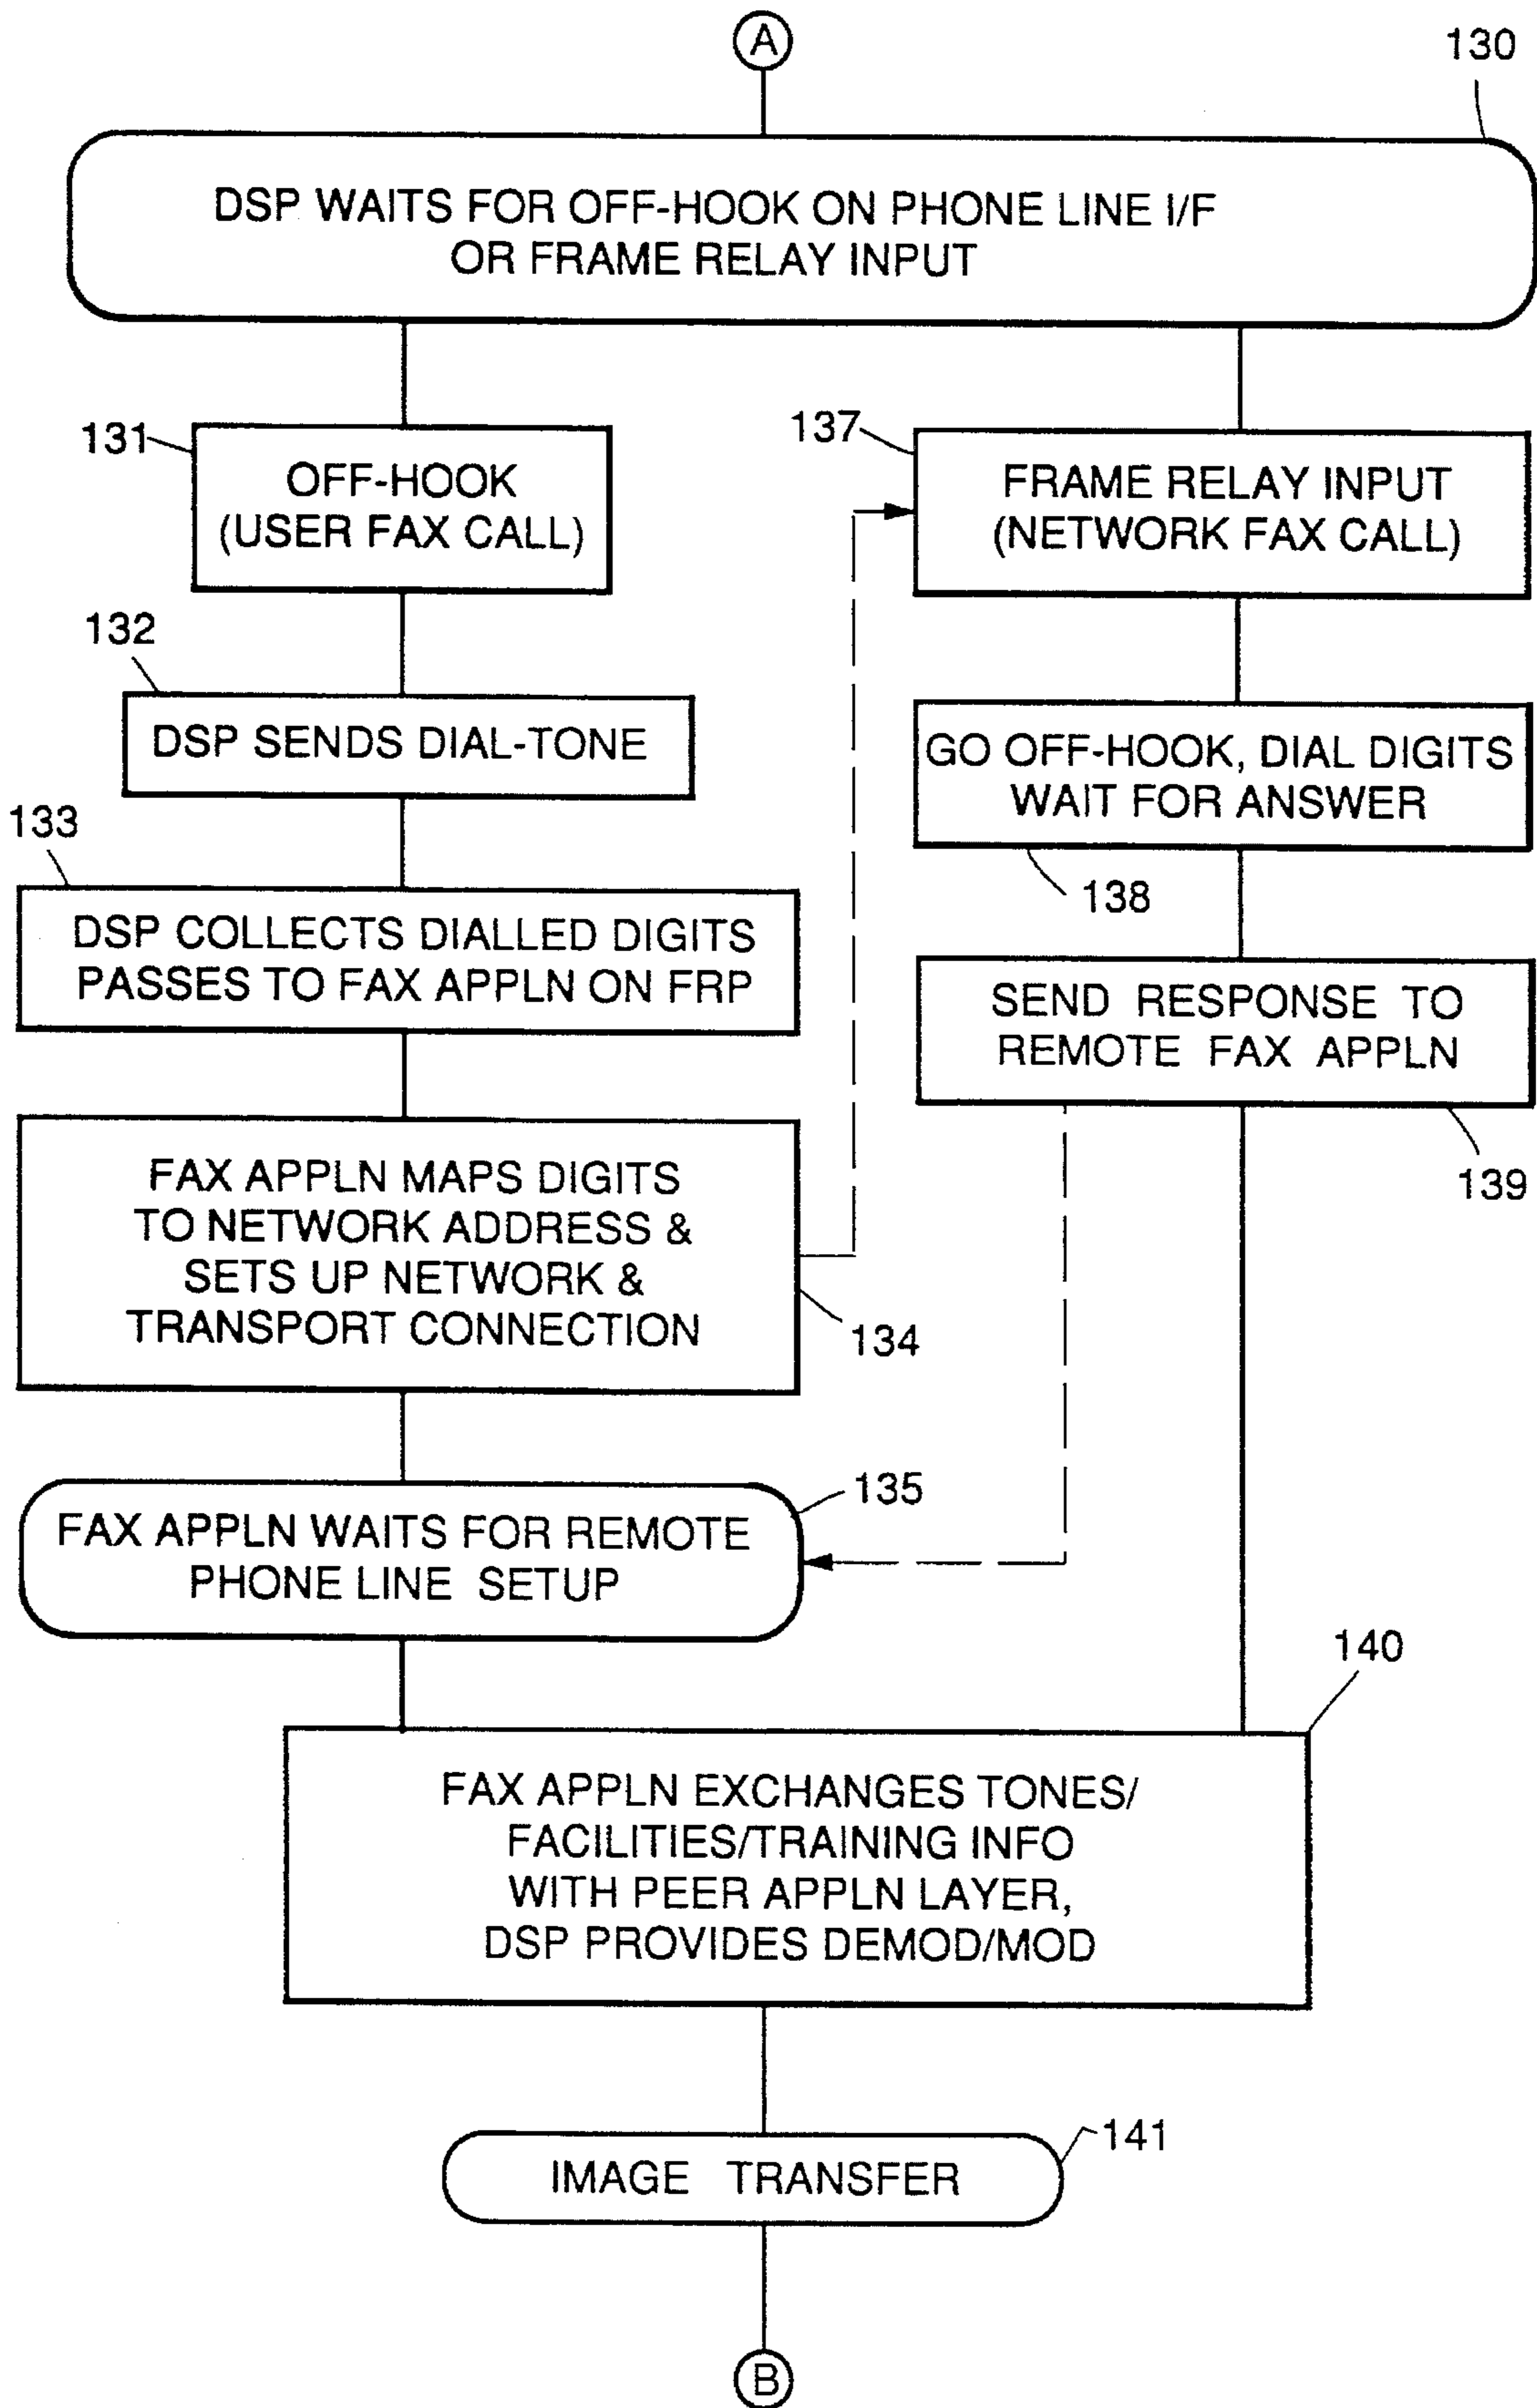 A
130
DSP WAITS FOR OFF-HOOK ON PHONE LINE I/F
OR FRAME RELAY INPUT
131
OFF-HOOK
(USER FAX CALL)
137
FRAME RELAY INPUT
(NETWORK FAX CALL)
132
DSP SENDS DIAL-TONE
GO OFF-HOOK, DIAL DIGITS
WAIT FOR ANSWER
138
133
DSP COLLECTS DIALLED DIGITS
PASSES TO FAX APPLN ON FRP
SEND RESPONSE TO
REMOTE FAX APPLN
139
FAX APPLN MAPS DIGITS
TO NETWORK ADDRESS &
SETS UP NETWORK &
TRANSPORT CONNECTION
134
135
FAX APPLN WAITS FOR REMOTE
PHONE LINE SETUP
140
FAX APPLN EXCHANGES TONES/
FACILITIES/TRAINING INFO
WITH PEER APPLN LAYER,
DSP PROVIDES DEMOD/MOD
141
IMAGE TRANSFER
B